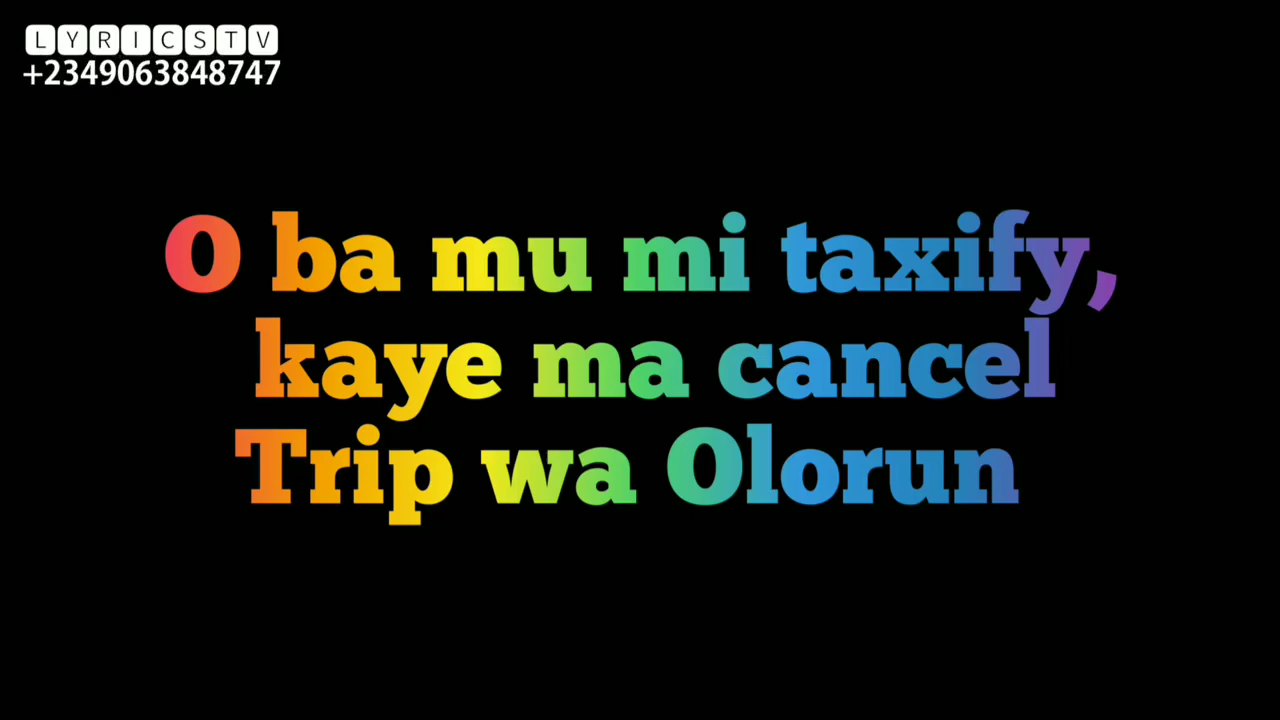 LYRICSTV
+2349063848747
O ba mu mi taxify,
kaye ma cancel
Trip wa Olorun